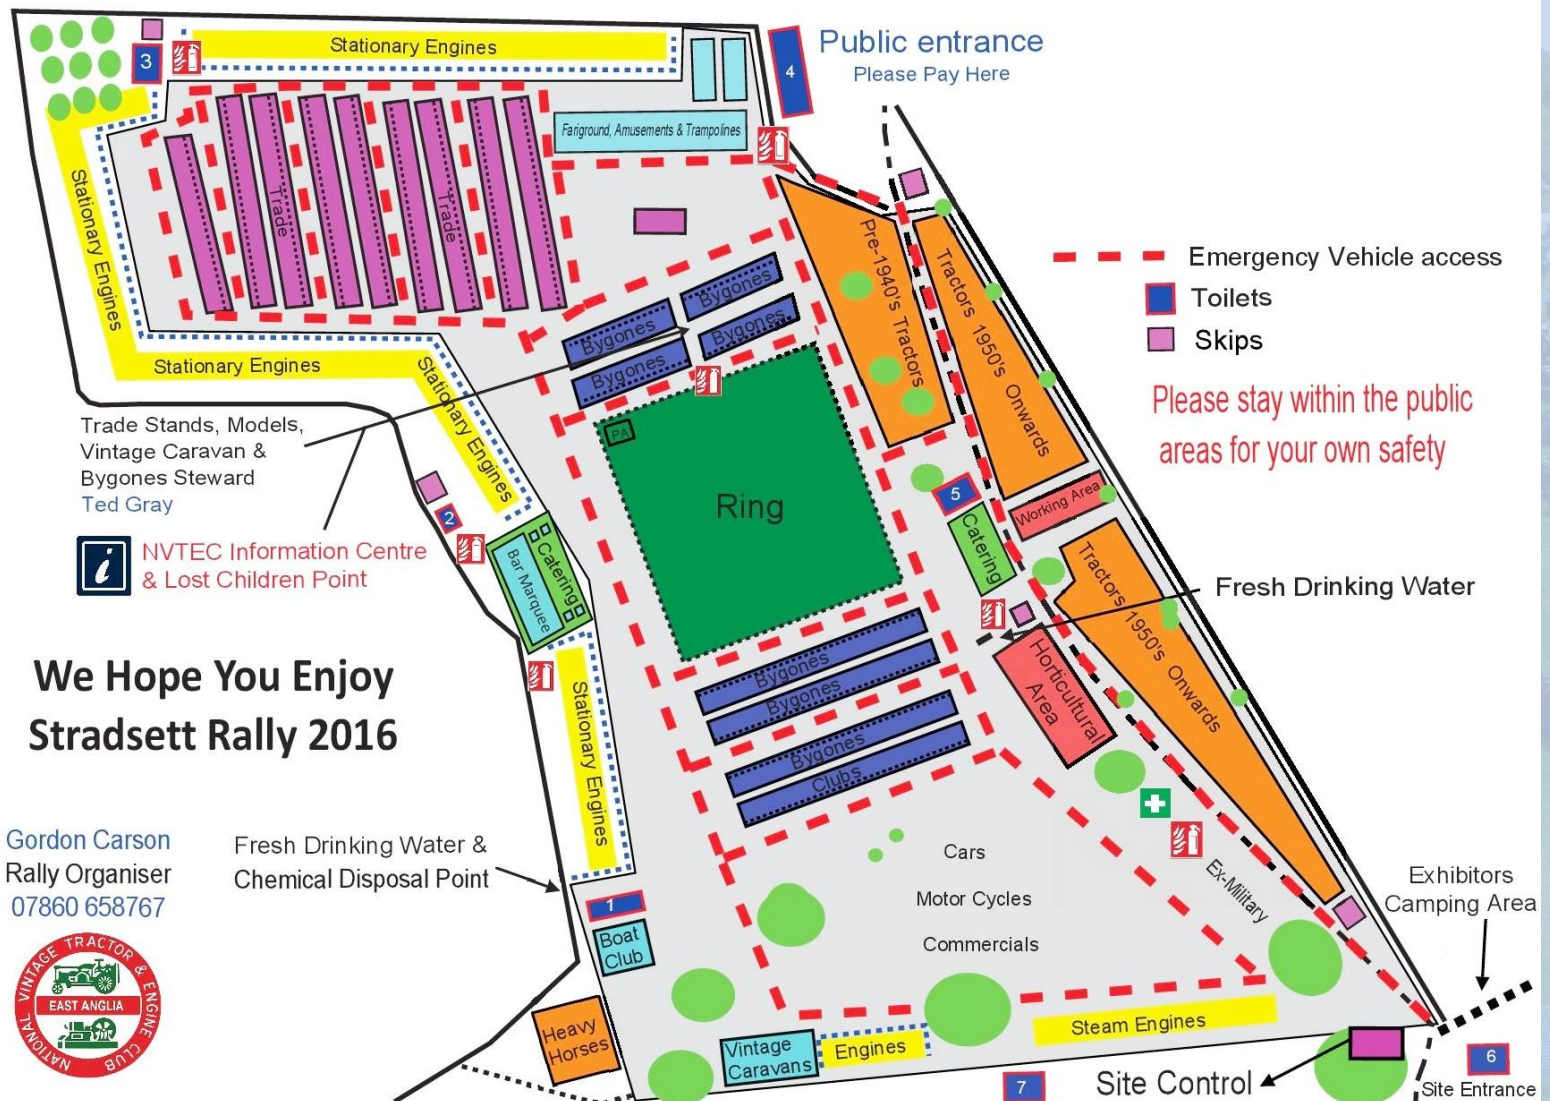 Stationary Engines
3
4
Public entrance
Please Pay Here
Fairground, Amusements & Trampolines
Stationary Engines
Trade
Trade
Pre-1940's Tractors
Tractors 1950's Onwards
Emergency Vehicle access
Toilets
Skips
Bygones
Bygones
Bygones
Bygones
Stationary Engines
Stationary Engines
Please stay within the public
areas for your own safety
Trade Stands, Models,
Vintage Caravan &
Bygones Steward
Ted Gray
PA
Ring
5
Working Area
2
i
NVTEC Information Centre
& Lost Children Point
Bar Marquee
Catering
Catering
Tractors 1950's Onwards
Fresh Drinking Water
We Hope You Enjoy
Stradsett Rally 2016
Stationary Engines
Bygones
Bygones
Bygones
Clubs
Horticultural
Area
Gordon Carson
Rally Organiser
07860 658767
Fresh Drinking Water &
Chemical Disposal Point
Cars
Motor Cycles
Commercials
Ex-Military
Exhibitors
Camping Area
1
Boat
Club
NATIONAL VINTAGE TRACTOR & ENGINE CLUB
EAST ANGLIA
Heavy
Horses
Vintage
Caravans
Engines
Steam Engines
7
Site Control
6
Site Entrance